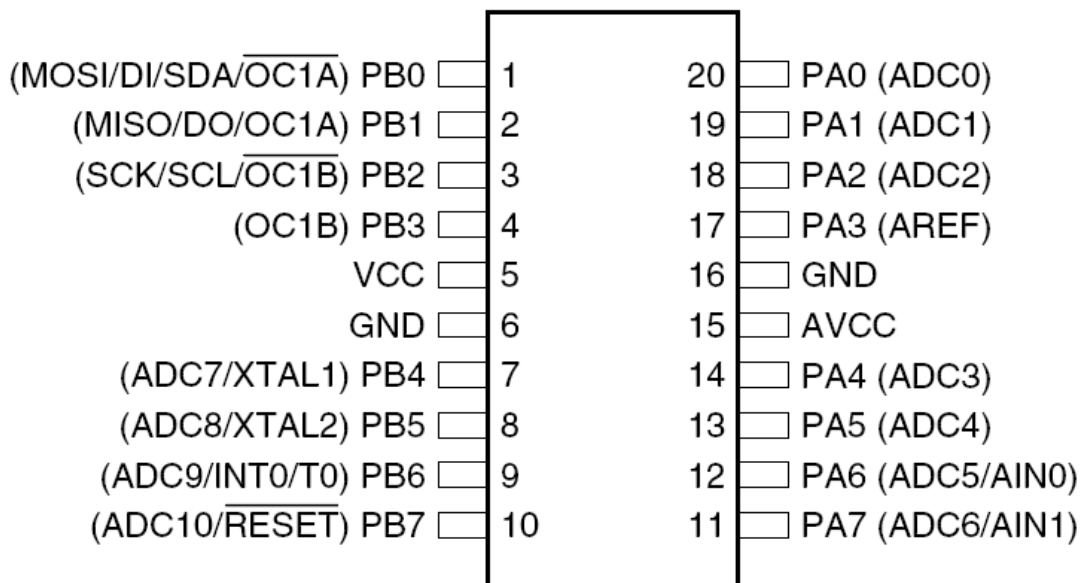 (MOSI/DI/SDA/OC1A) PB0 1 20 PA0 (ADC0)
(MISO/DO/OC1A) PB1 2 19 PA1 (ADC1)
(SCK/SCL/OC1B) PB2 3 18 PA2 (ADC2)
(OC1B) PB3 4 17 PA3 (AREF)
VCC 5 16 GND
GND 6 15 AVCC
(ADC7/XTAL1) PB4 7 14 PA4 (ADC3)
(ADC8/XTAL2) PB5 8 13 PA5 (ADC4)
(ADC9/INT0/T0) PB6 9 12 PA6 (ADC5/AIN0)
(ADC10/RESET) PB7 10 11 PA7 (ADC6/AIN1)